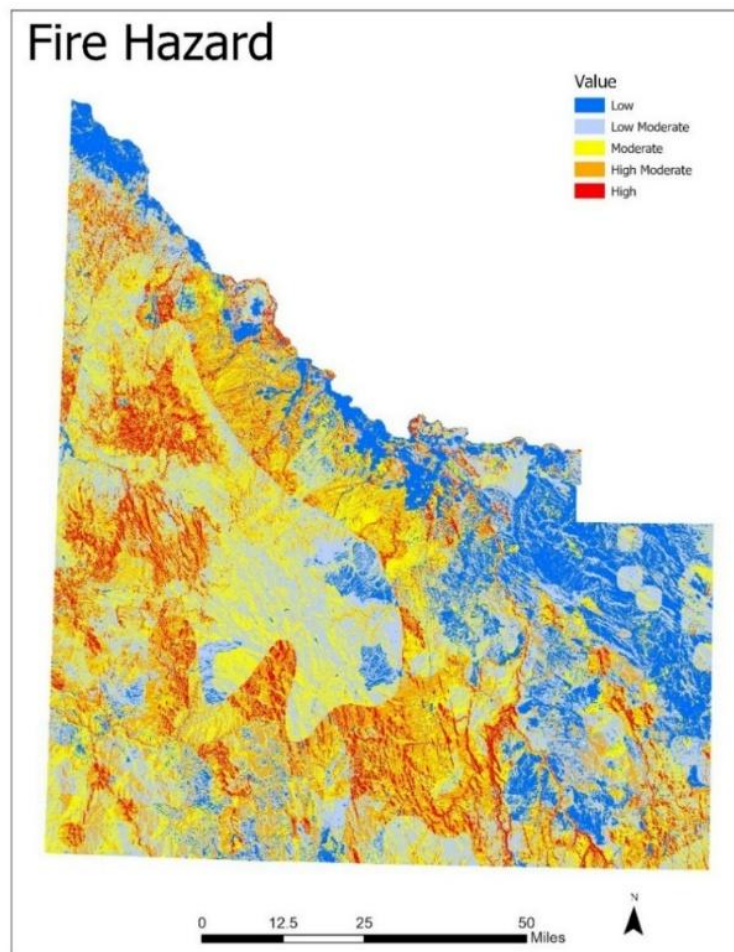 Fire Hazard
Value
Low
Low Moderate
Moderate
High Moderate
High
N
0 12.5 25 50
Miles